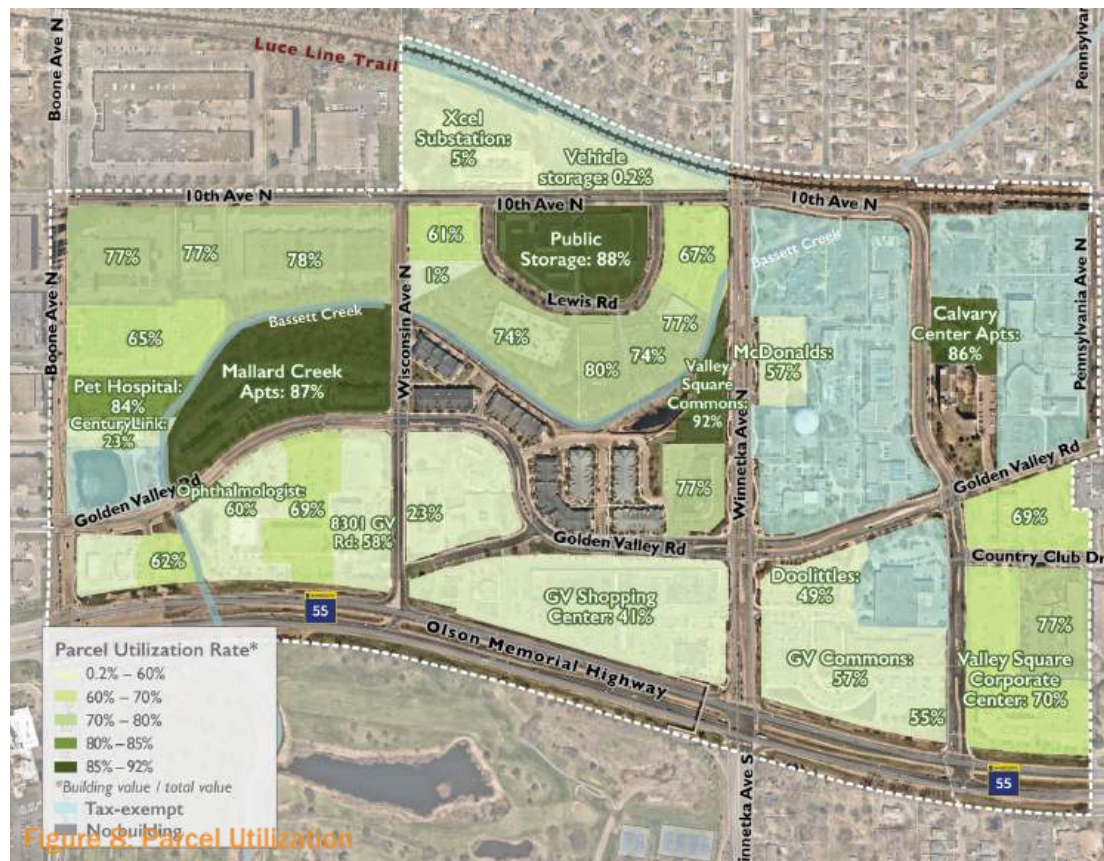 Luce Line Trail
Boone Ave N
Pennsylvan
Xcel
Substation:
5%
Vehicle
storage: 0.2%
10th Ave N
10th Ave N
10th Ave N
77%
77%
78%
61%
Public
Storage: 88%
67%
Bassett Creek
1%
Lewis Rd
Boone Ave N
Wisconsin Ave N
Bassett Creek
65%
74%
77%
74%
80%
McDonalds:
57%
Calvary
Center Apts:
86%
Pennsylvania Ave N
Mallard Creek
Apts: 87%
Pet Hospital:
84%
CenturyLink:
23%
Valley
Square
Commons:
92%
Winnetka Ave N
Golden Valley Rd
Golden Valley Rd
Ophthalmologist:
60%
69%
8301 GV
Rd: 58%
23%
77%
69%
Golden Valley Rd
62%
Country Club Dr
Doolittles:
49%
GV Shopping
Center: 41%
55
Olson Memorial Highway
77%
GV Commons:
57%
Valley Square
Corporate
Center: 70%
55%
55
innetka Ave S
Parcel Utilization Rate*
0.2% – 60%
60% – 70%
70% – 80%
80% – 85%
85% – 92%
*Building value / total value
Tax-exempt
No building
Figure 8: Parcel Utilization